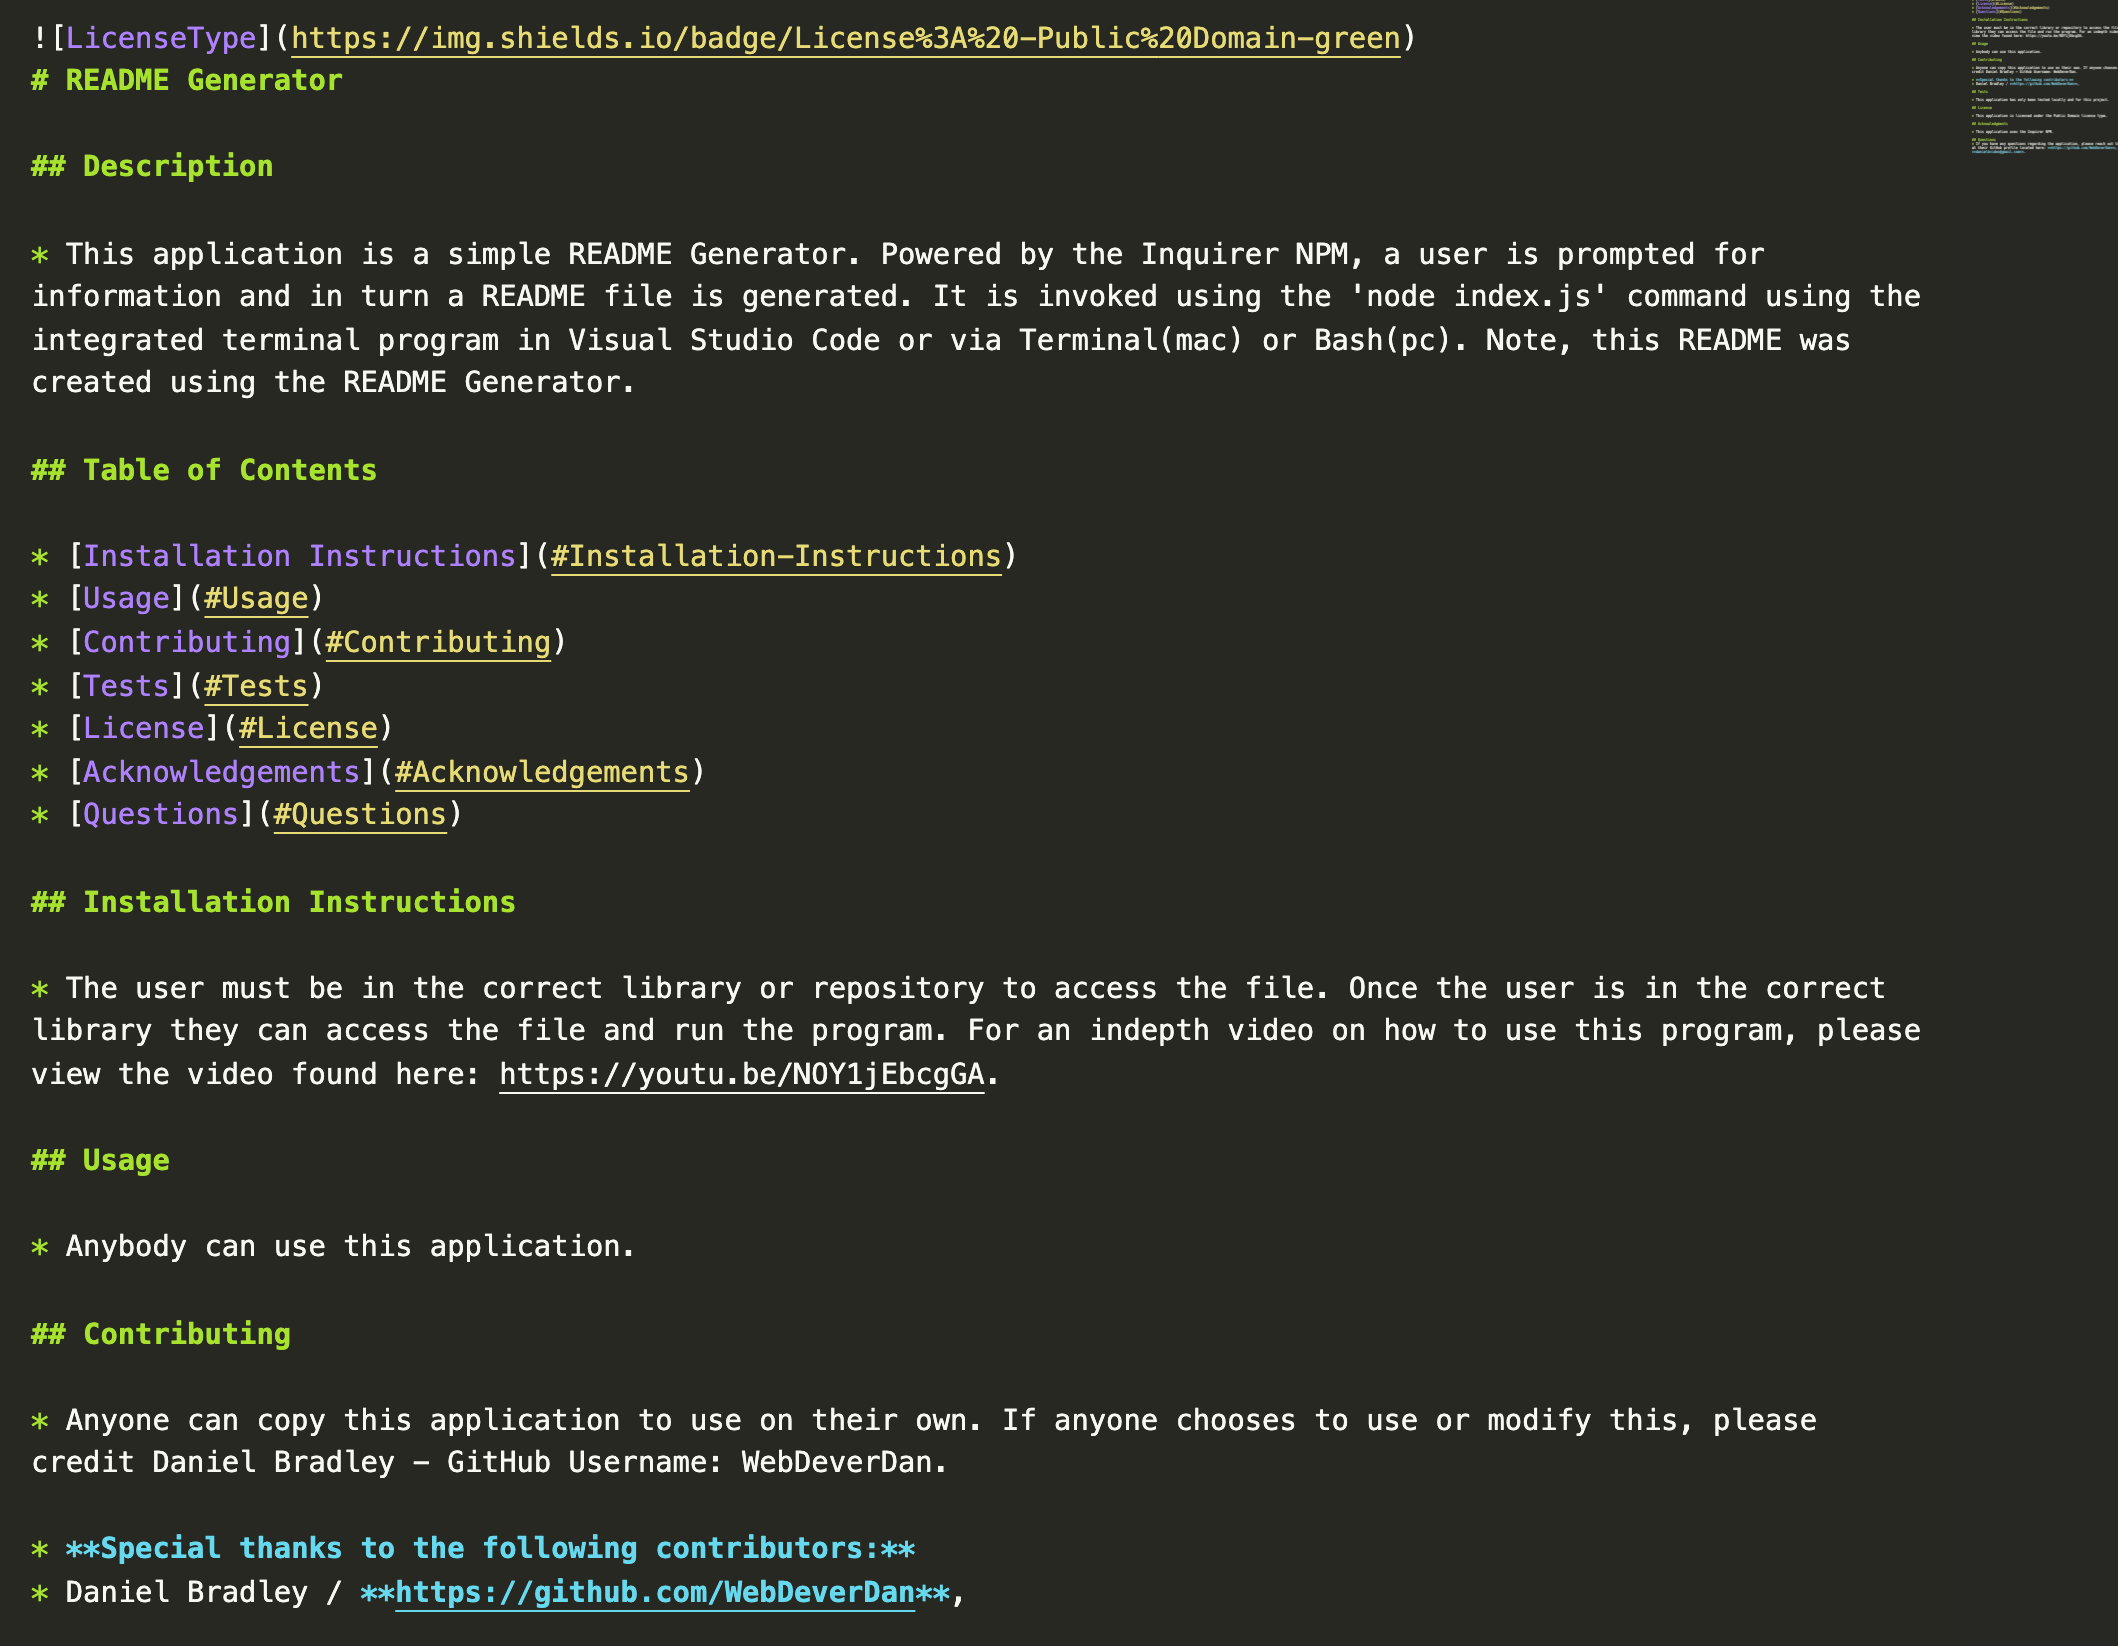 ![LicenseType](https://img.shields.io/badge/License%3A%20-Public%20Domain-green)
# README Generator
## Description
* This application is a simple README Generator. Powered by the Inquirer NPM, a user is prompted for
information and in turn a README file is generated. It is invoked using the 'node index.js' command using the
integrated terminal program in Visual Studio Code or via Terminal(mac) or Bash(pc). Note, this README was
created using the README Generator.
## Table of Contents
* [Installation Instructions](#Installation-Instructions)
* [Usage](#Usage)
* [Contributing](#Contributing)
* [Tests](#Tests)
* [License](#License)
* [Acknowledgements](#Acknowledgements)
* [Questions](#Questions)
## Installation Instructions
* The user must be in the correct library or repository to access the file. Once the user is in the correct
library they can access the file and run the program. For an indepth video on how to use this program, please
view the video found here: https://youtu.be/NOY1jEbcgGA.
## Usage
* Anybody can use this application.
## Contributing
* Anyone can copy this application to use on their own. If anyone chooses to use or modify this, please
credit Daniel Bradley - GitHub Username: WebDeverDan.
* **Special thanks to the following contributors:**
* Daniel Bradley / **https://github.com/WebDeverDan**,